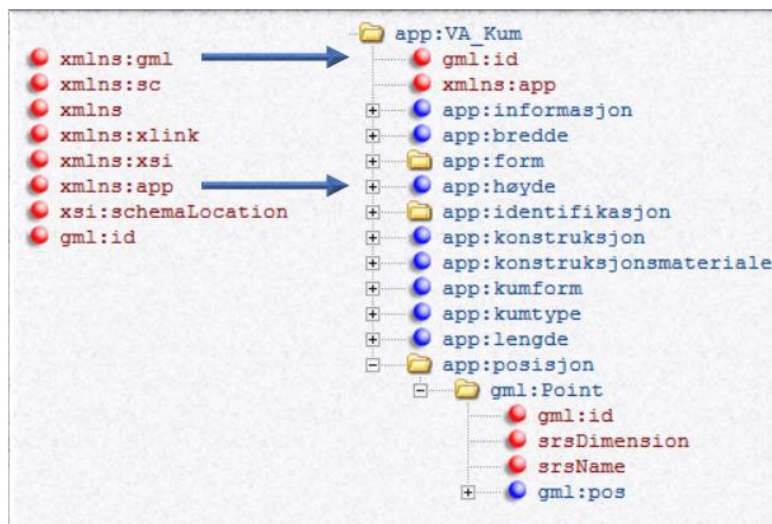 xmlns:gml
xmlns:sc
xmlns
xmlns:xlink
xmlns:xsi
xmlns:app
xsi:schemaLocation
gml:id
app:VA_Kum
gml:id
xmlns:app
app:informasjon
app:bredde
app:form
app:høyde
app:identifikasjon
app:konstruksjon
app:konstruksjonsmateriale
app:kumform
app:kumtype
app:lengde
app:posisjon
gml:Point
gml:id
srsDimension
srsName
gml:pos